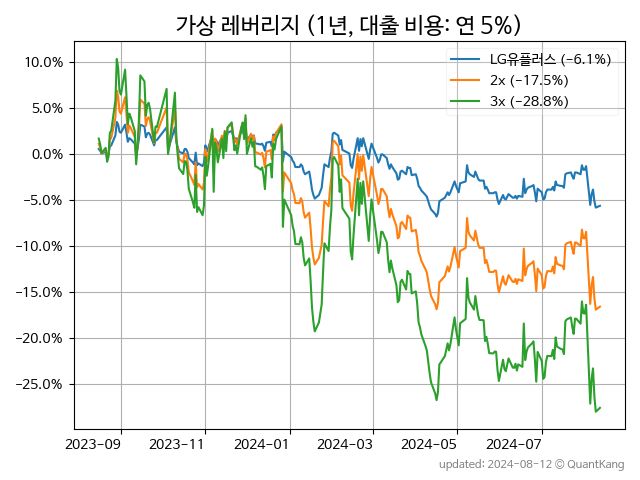 가상 레버리지 (1년, 대출 비용: 연 5%)
LG유플러스 (−6.1%)
2x (−17.5%)
3x (−28.8%)
10.0%
5.0%
0.0%
−5.0%
−10.0%
−15.0%
−20.0%
−25.0%
2023-09 2023-11 2024-01 2024-03 2024-05 2024-07
updated: 2024-08-12 © QuantKang